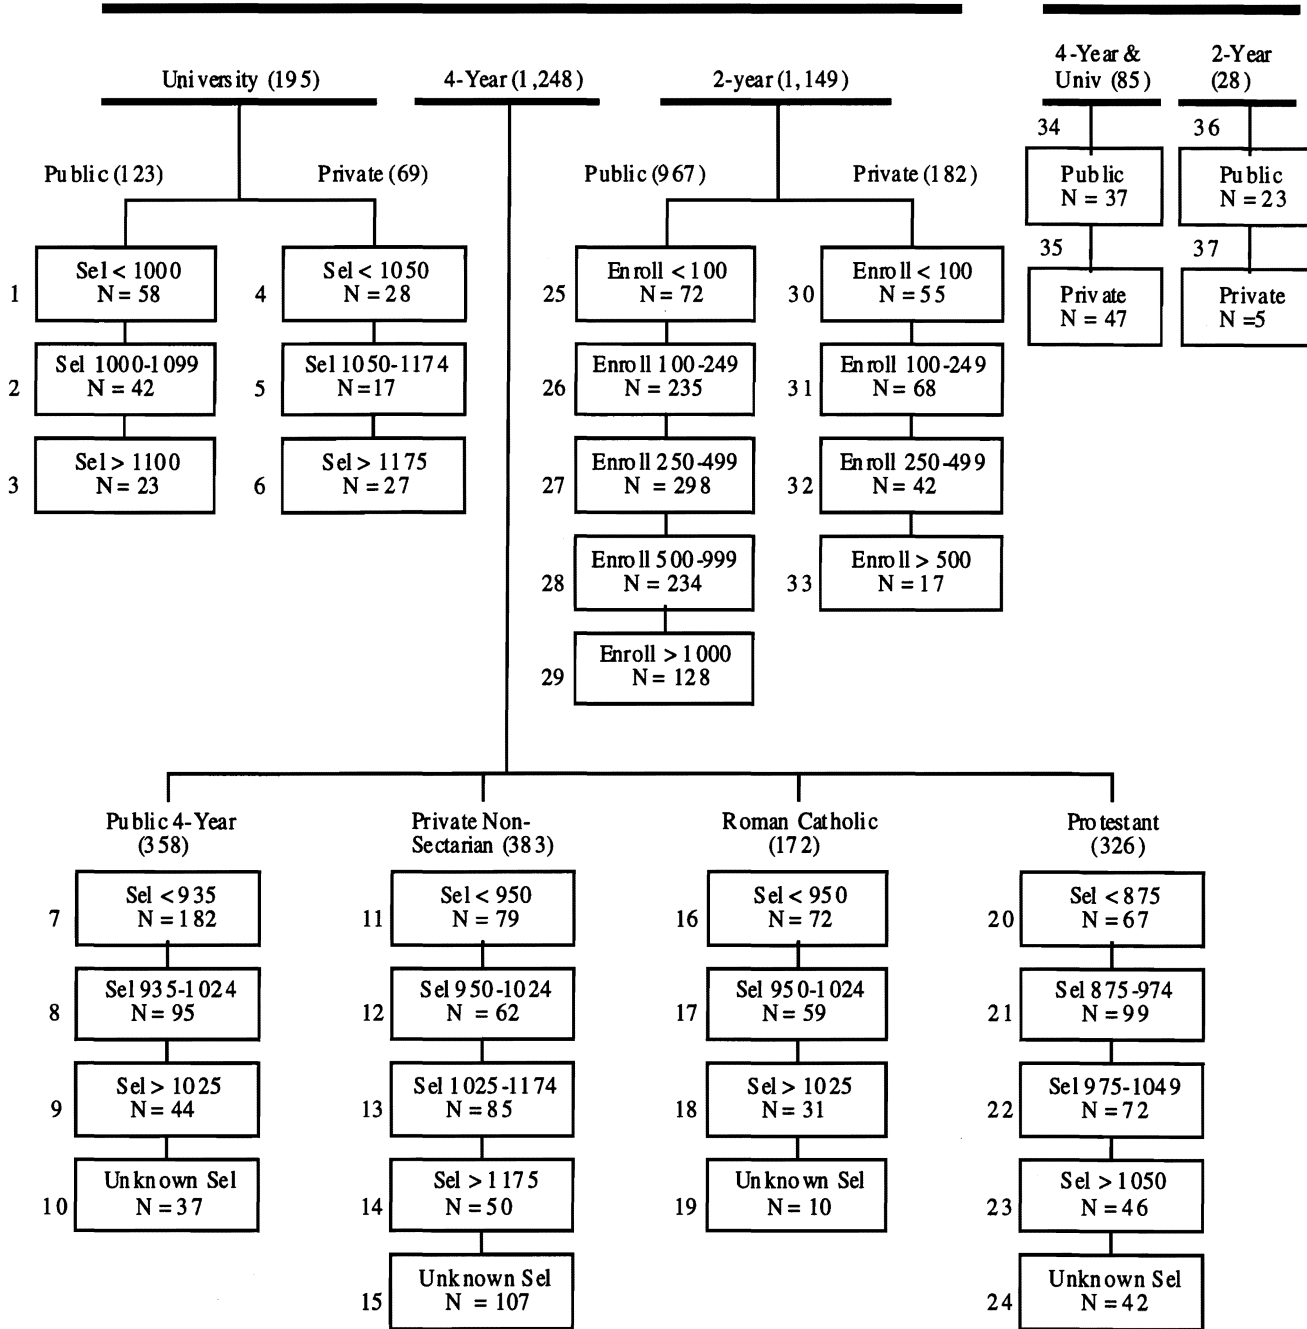 University (195)
4-Year (1,248)
2-year (1,149)
4-Year &
Univ (85)
2-Year
(28)
Public (123)
Private (69)
Public (967)
Private (182)
34
Public
N = 37
35
Private
N = 47
36
Public
N = 23
37
Private
N =5
1
Sel < 1000
N = 58
2
Sel 1000-1099
N = 42
3
Sel > 1100
N = 23
4
Sel < 1050
N = 28
5
Sel 1050-1174
N =17
6
Sel > 1175
N = 27
25
Enroll < 100
N = 72
26
Enroll 100-249
N = 235
27
Enroll 250-499
N = 298
28
Enroll 500-999
N = 234
29
Enroll > 1000
N = 128
30
Enroll < 100
N = 55
31
Enroll 100-249
N = 68
32
Enroll 250-499
N = 42
33
Enroll > 500
N = 17
Public 4-Year
(358)
7
Sel < 935
N = 182
8
Sel 935-1024
N = 95
9
Sel > 1025
N = 44
10
Unknown Sel
N = 37
Private Non-
Sectarian (383)
11
Sel < 950
N = 79
12
Sel 950-1024
N = 62
13
Sel 1025-1174
N = 85
14
Sel > 1175
N = 50
15
Unknown Sel
N = 107
Roman Catholic
(172)
16
Sel < 950
N = 72
17
Sel 950-1024
N = 59
18
Sel > 1025
N = 31
19
Unknown Sel
N = 10
Protestant
(326)
20
Sel < 875
N = 67
21
Sel 875-974
N = 99
22
Sel 975-1049
N = 72
23
Sel > 1050
N = 46
24
Unknown Sel
N = 42